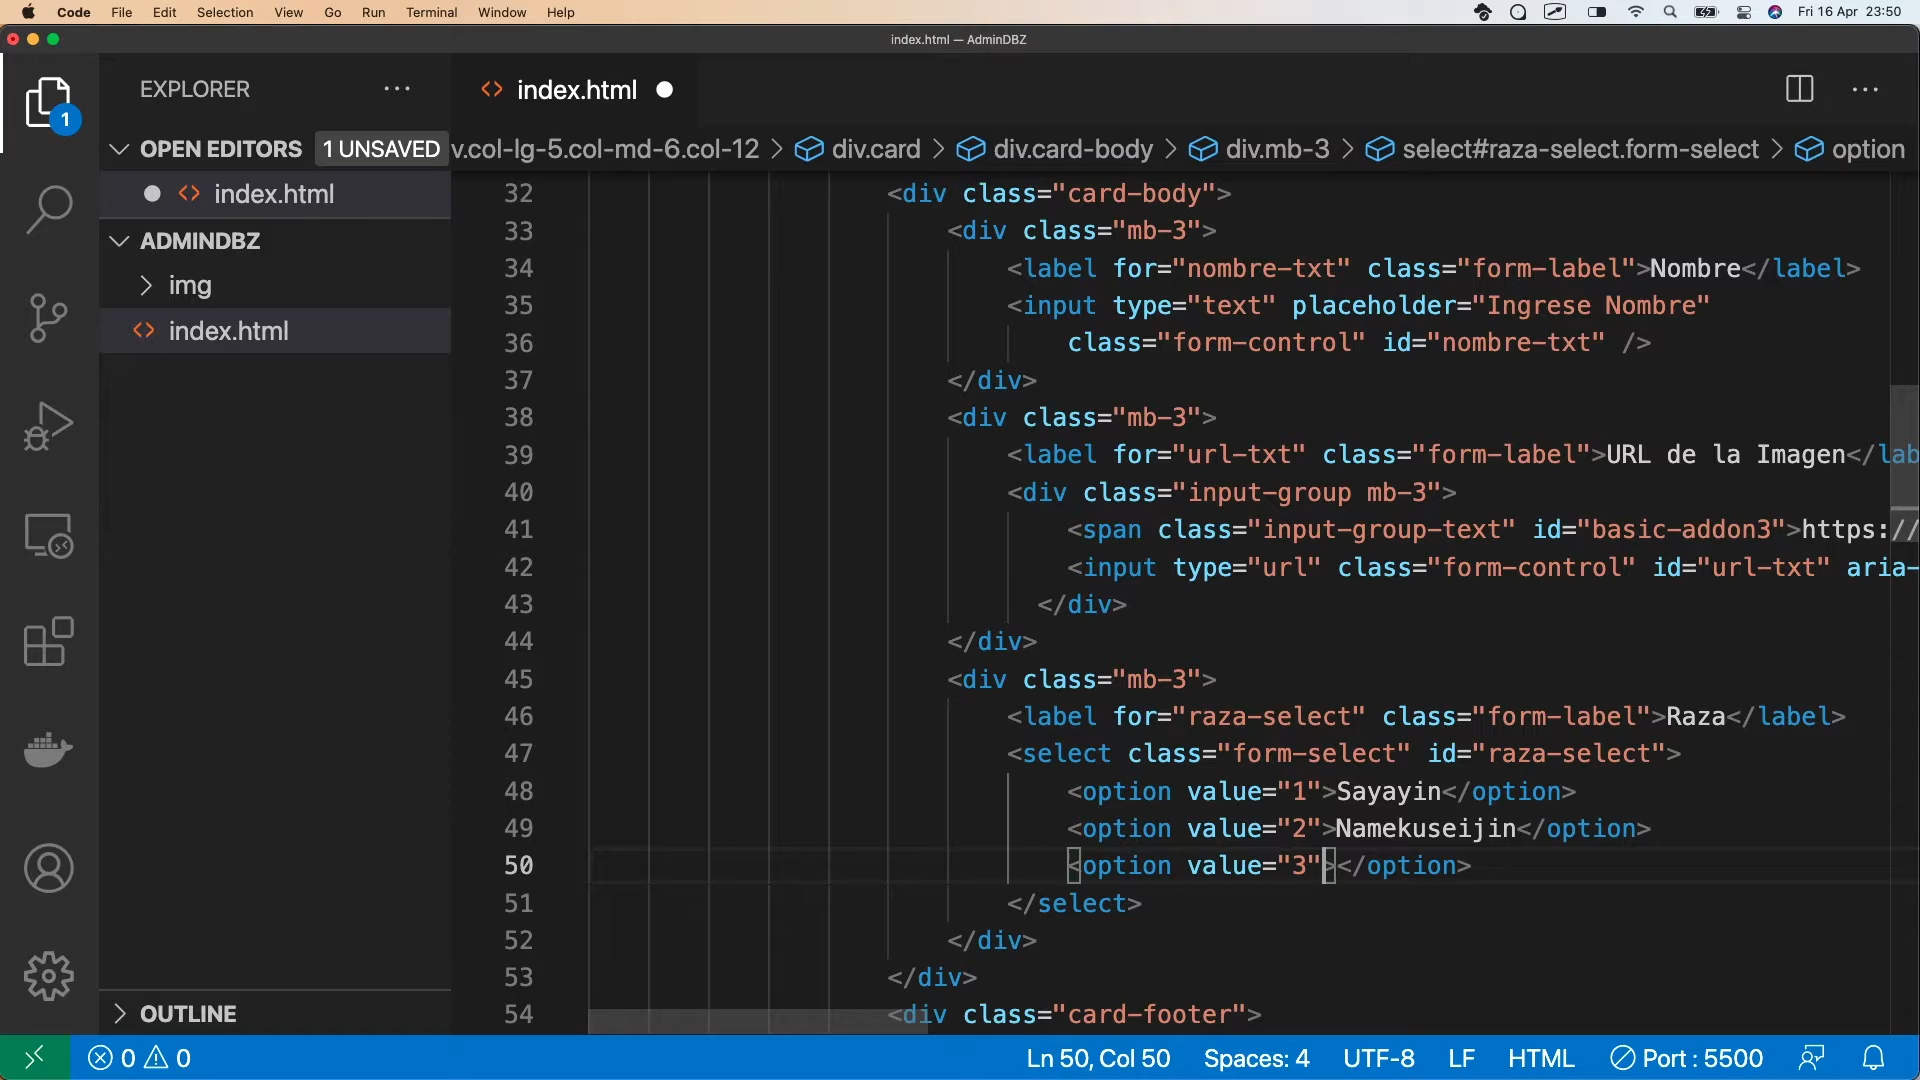 Code File Edit Selection View Go Run Terminal Window Help Fri 16 Apr 23:50
index.html — AdminDBZ
EXPLORER ···
index.html ···
1
OPEN EDITORS 1 UNSAVED
v.col-lg-5.col-md-6.col-12 > div.card > div.card-body > div.mb-3 > select#raza-select.form-select > option
index.html
ADMINDBZ
img
index.html
32 <div class="card-body">
33 <div class="mb-3">
34 <label for="nombre-txt" class="form-label">Nombre</label>
35 <input type="text" placeholder="Ingrese Nombre"
36 class="form-control" id="nombre-txt" />
37 </div>
38 <div class="mb-3">
39 <label for="url-txt" class="form-label">URL de la Imagen</lab
40 <div class="input-group mb-3">
41 <span class="input-group-text" id="basic-addon3">https://
42 <input type="url" class="form-control" id="url-txt" aria-
43 </div>
44 </div>
45 <div class="mb-3">
46 <label for="raza-select" class="form-label">Raza</label>
47 <select class="form-select" id="raza-select">
48 <option value="1">Sayayin</option>
49 <option value="2">Namekuseijin</option>
50 <option value="3"></option>
51 </select>
52 </div>
53 </div>
54 <div class="card-footer">
OUTLINE
0 0 Ln 50, Col 50 Spaces: 4 UTF-8 LF HTML Port : 5500